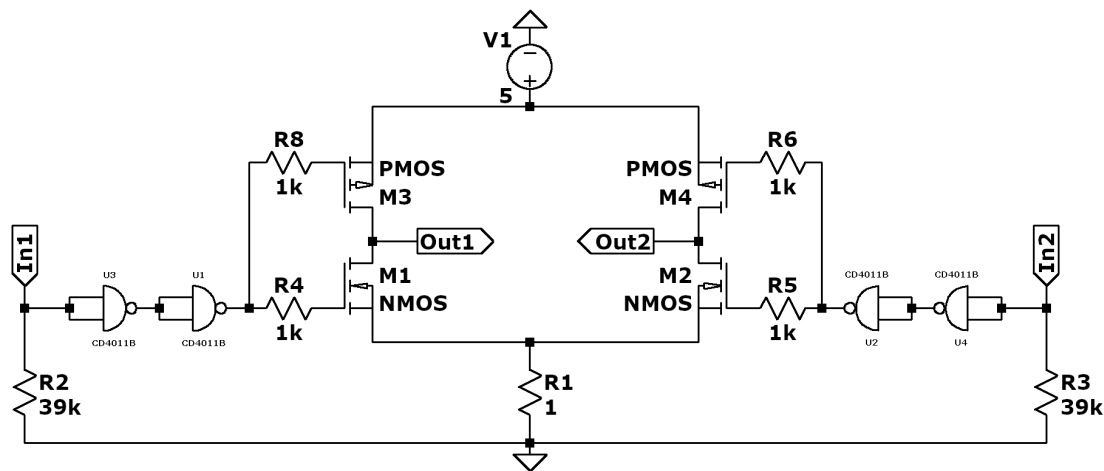 V1
5
R8
1k
PMOS
M3
PMOS
M4
R6
1k
In1
Out1
Out2
In2
U3
U1
R4
1k
M1
NMOS
M2
NMOS
R5
1k
CD4011B
CD4011B
CD4011B
CD4011B
U2
U4
R2
39k
R1
1
R3
39k